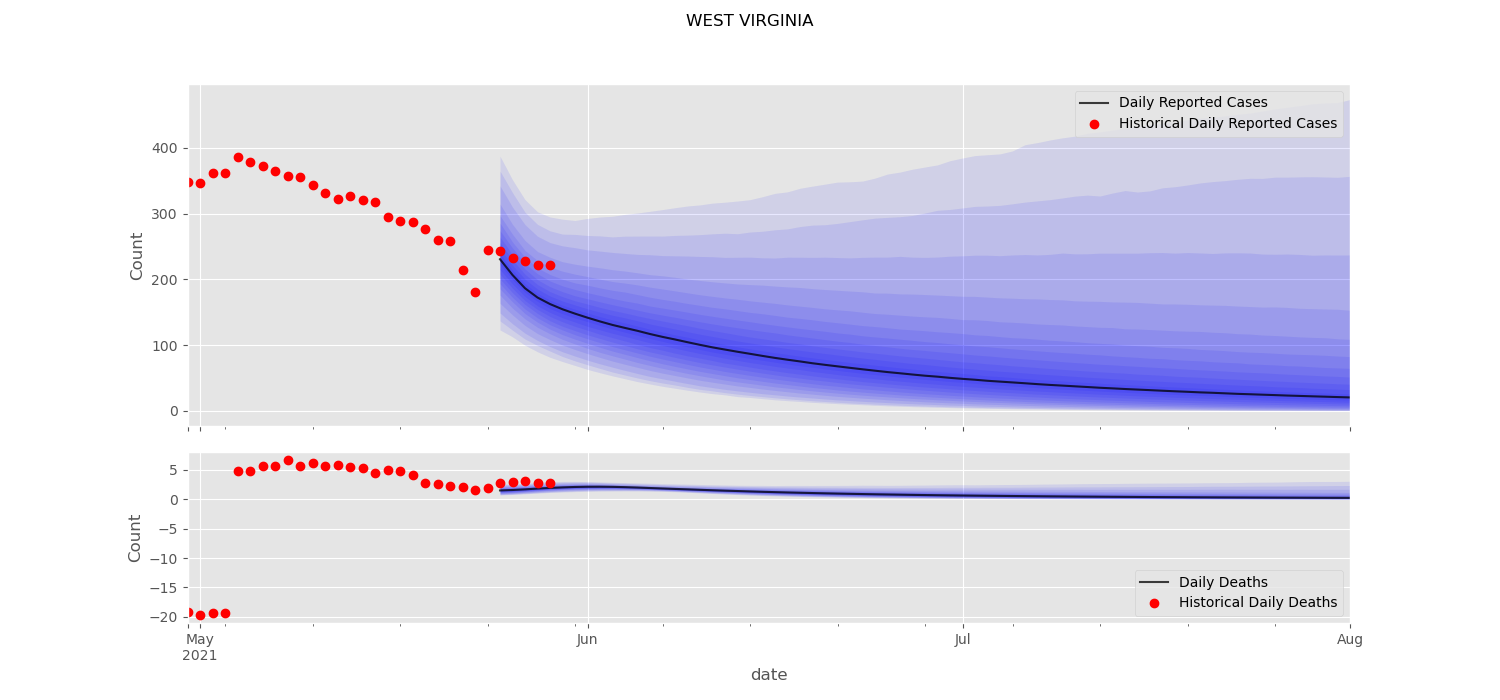 WEST VIRGINIA
Count
400
300
200
100
0
Daily Reported Cases
Historical Daily Reported Cases
Count
5
0
−5
−10
−15
−20
Daily Deaths
Historical Daily Deaths
May
2021
Jun
Jul
Aug
date